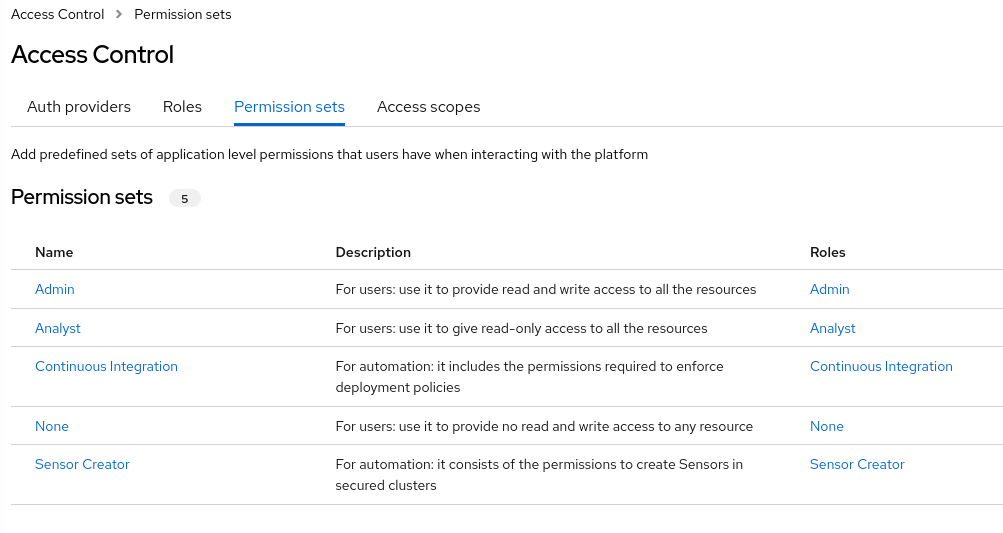 Access Control > Permission sets
Access Control
Auth providers Roles Permission sets Access scopes
Add predefined sets of application level permissions that users have when interacting with the platform
Permission sets 5
Name Description Roles
Admin For users: use it to provide read and write access to all the resources Admin
Analyst For users: use it to give read-only access to all the resources Analyst
Continuous Integration For automation: it includes the permissions required to enforce Continuous Integration
deployment policies
None For users: use it to provide no read and write access to any resource None
Sensor Creator For automation: it consists of the permissions to create Sensors in Sensor Creator
secured clusters